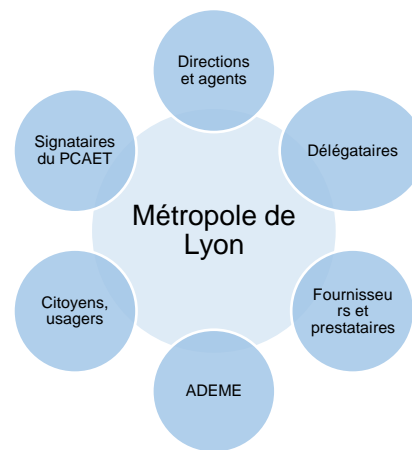 Directions
et agents
Signataires
du PCAET
Délégataires
Métropole de
Lyon
Citoyens,
usagers
Fournisseu
rs et
prestataires
ADEME